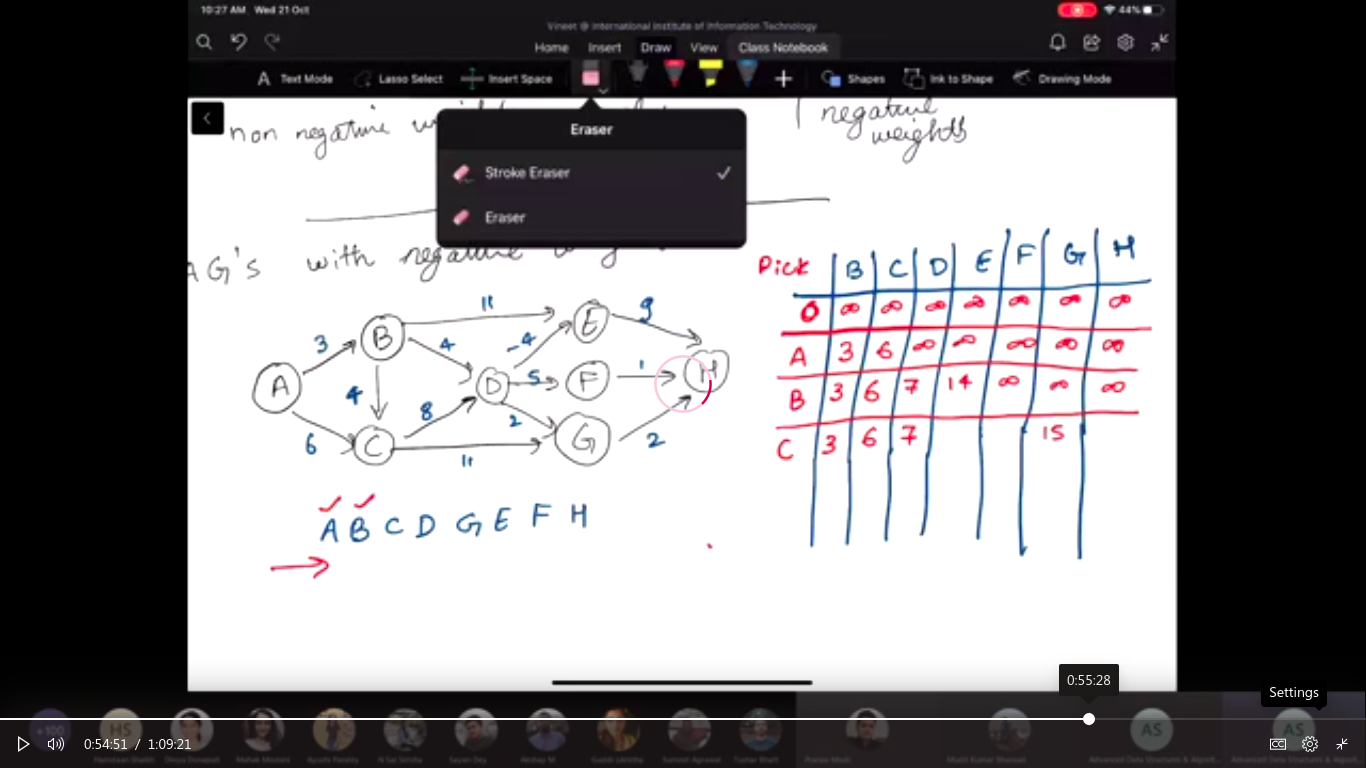 10:27 AM Wed 21 Oct
44%
Vineet @ International Institute of Information Technology
Home Insert Draw View Class Notebook
Text Mode Lasso Select Insert Space Shapes Ink to Shape Drawing Mode
non negative
negative
weights
Eraser
Stroke Eraser
Eraser
AG's with negative
Pick B C D E F G H
0 ∞ ∞ ∞ ∞ ∞ ∞ ∞
A 3 6 ∞ ∞ ∞ ∞ ∞
B 3 6 7 14 ∞ ∞ ∞
C 3 6 7 15
11
9
3 B E
4 -4
A D 5 F 1 H
4 8 2
6 C G 2
11
A B C D G E F H
0:55:28
Settings
+100 HS AS AS
0:54:51 / 1:09:21
CC